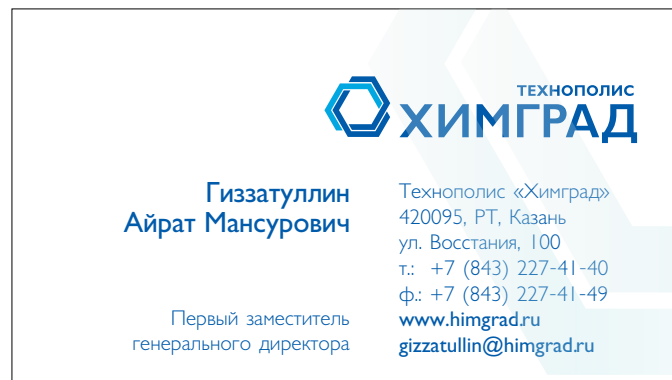 ТЕХНОПОЛИС
ХИМГРАД
Гиззатуллин
Айрат Мансурович
Первый заместитель
генерального директора
Технополис «Химград»
420095, РТ, Казань
ул. Восстания, 100
т.: +7 (843) 227-41-40
ф.: +7 (843) 227-41-49
www.himgrad.ru
gizzatullin@himgrad.ru